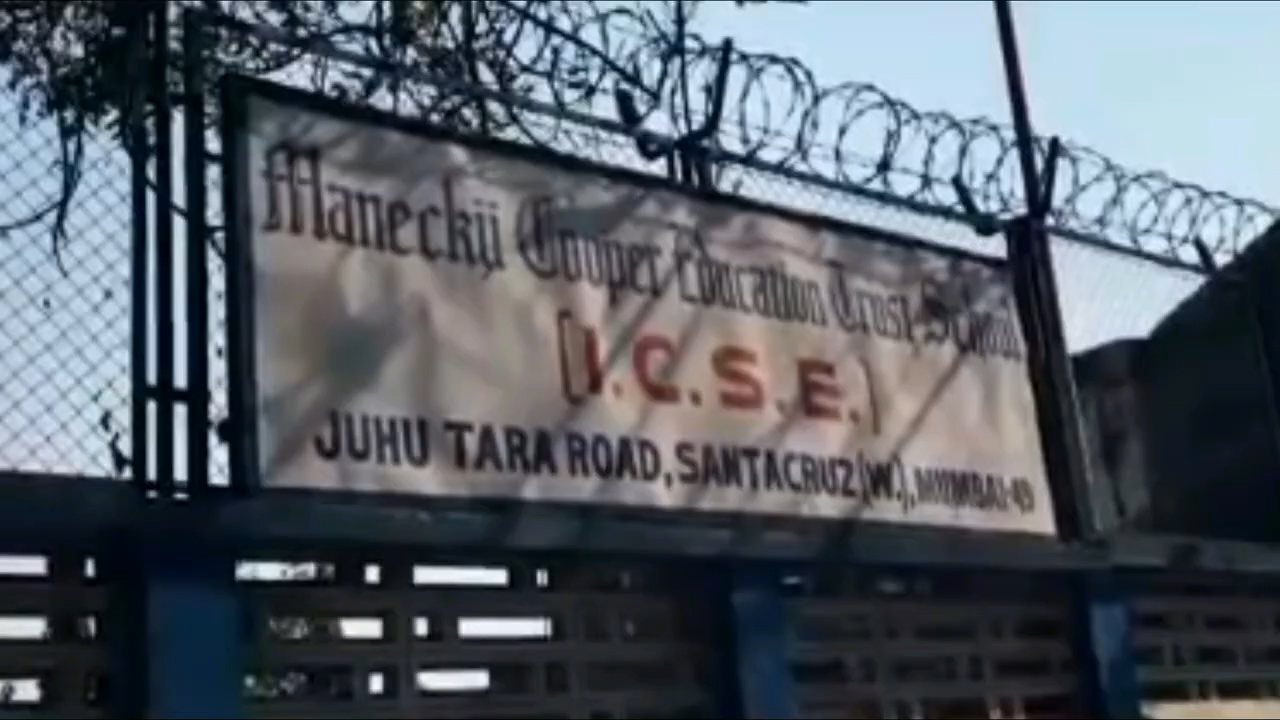 Maneckji Cooper Education Trust School
(I.C.S.E.)
JUHU TARA ROAD, SANTACRUZ (W.), MUMBAI-49